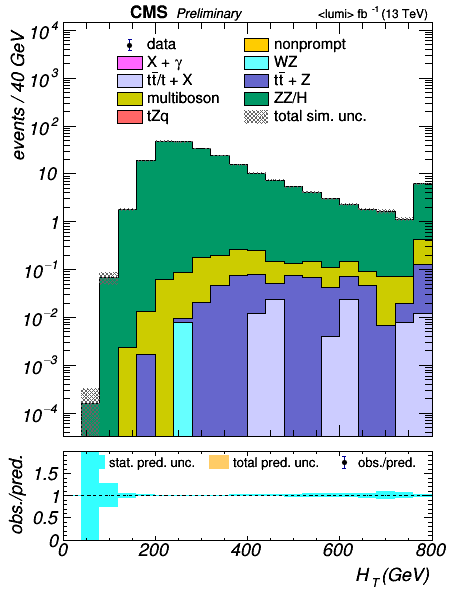 CMS Preliminary <lumi> fb⁻¹ (13 TeV)
events / 40 GeV
10⁴
10³
10²
10
1
10⁻¹
10⁻²
10⁻³
10⁻⁴
data
nonprompt
X + γ
WZ
tt̄/t + X
tt̄ + Z
multiboson
ZZ/H
tZq
total sim. unc.
obs./pred.
1.5
1
0.5
0
stat. pred. unc.
total pred. unc.
obs./pred.
0 200 400 600 800
H_T (GeV)